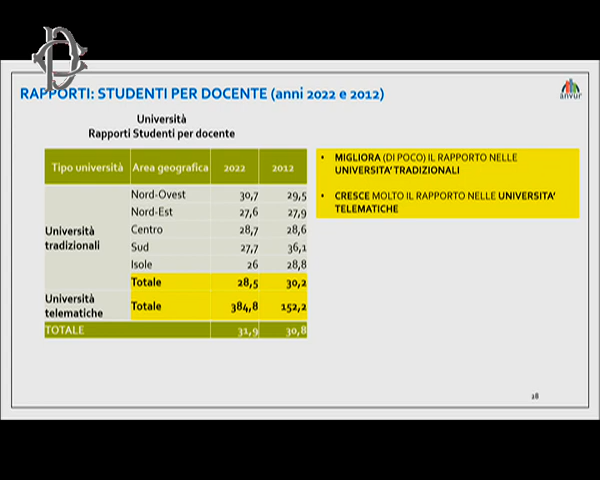 RAPPORTI: STUDENTI PER DOCENTE (anni 2022 e 2012)
anvur
Università
Rapporti Studenti per docente
Tipo università Area geografica 2022 2012
Università tradizionali
Nord-Ovest 30,7 29,5
Nord-Est 27,6 27,9
Centro 28,7 28,6
Sud 27,7 36,1
Isole 26 28,8
Totale 28,5 30,2
Università telematiche
Totale 384,8 152,2
TOTALE 31,9 30,8
• MIGLIORA (DI POCO) IL RAPPORTO NELLE
UNIVERSITA' TRADIZIONALI
• CRESCE MOLTO IL RAPPORTO NELLE UNIVERSITA'
TELEMATICHE
28